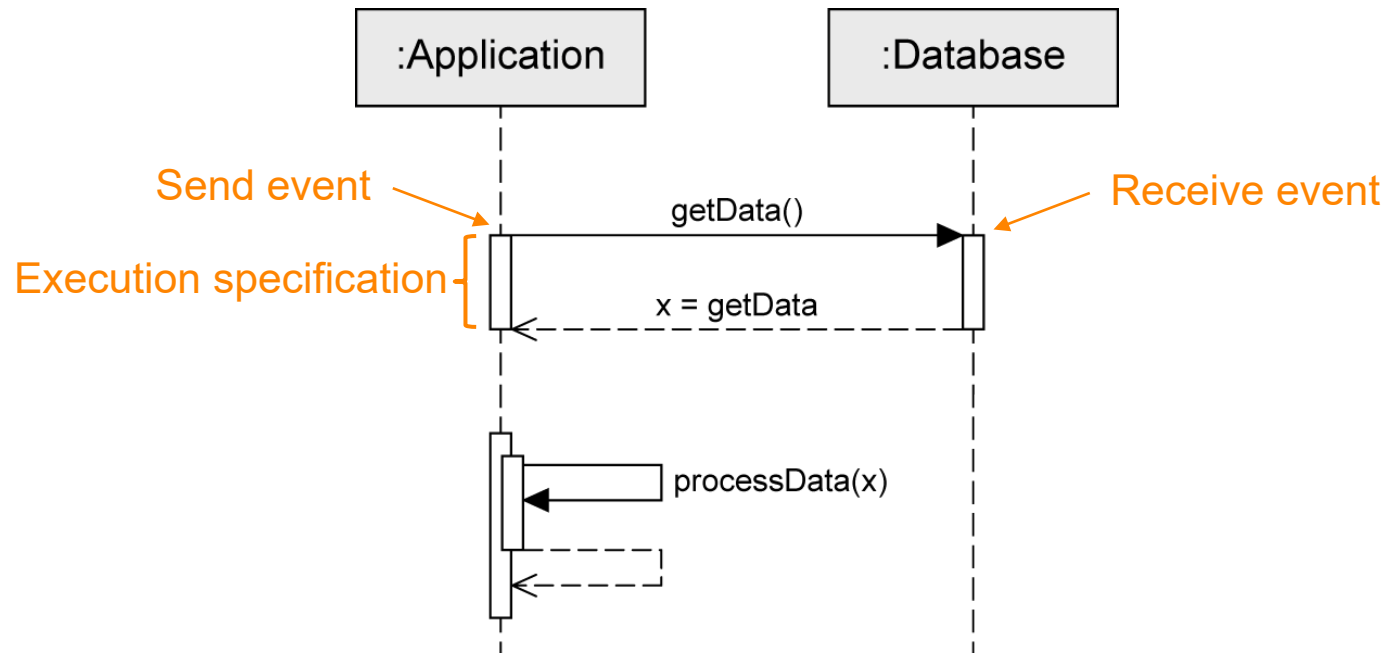 :Application
:Database
Send event
Receive event
getData()
Execution specification
x = getData
processData(x)